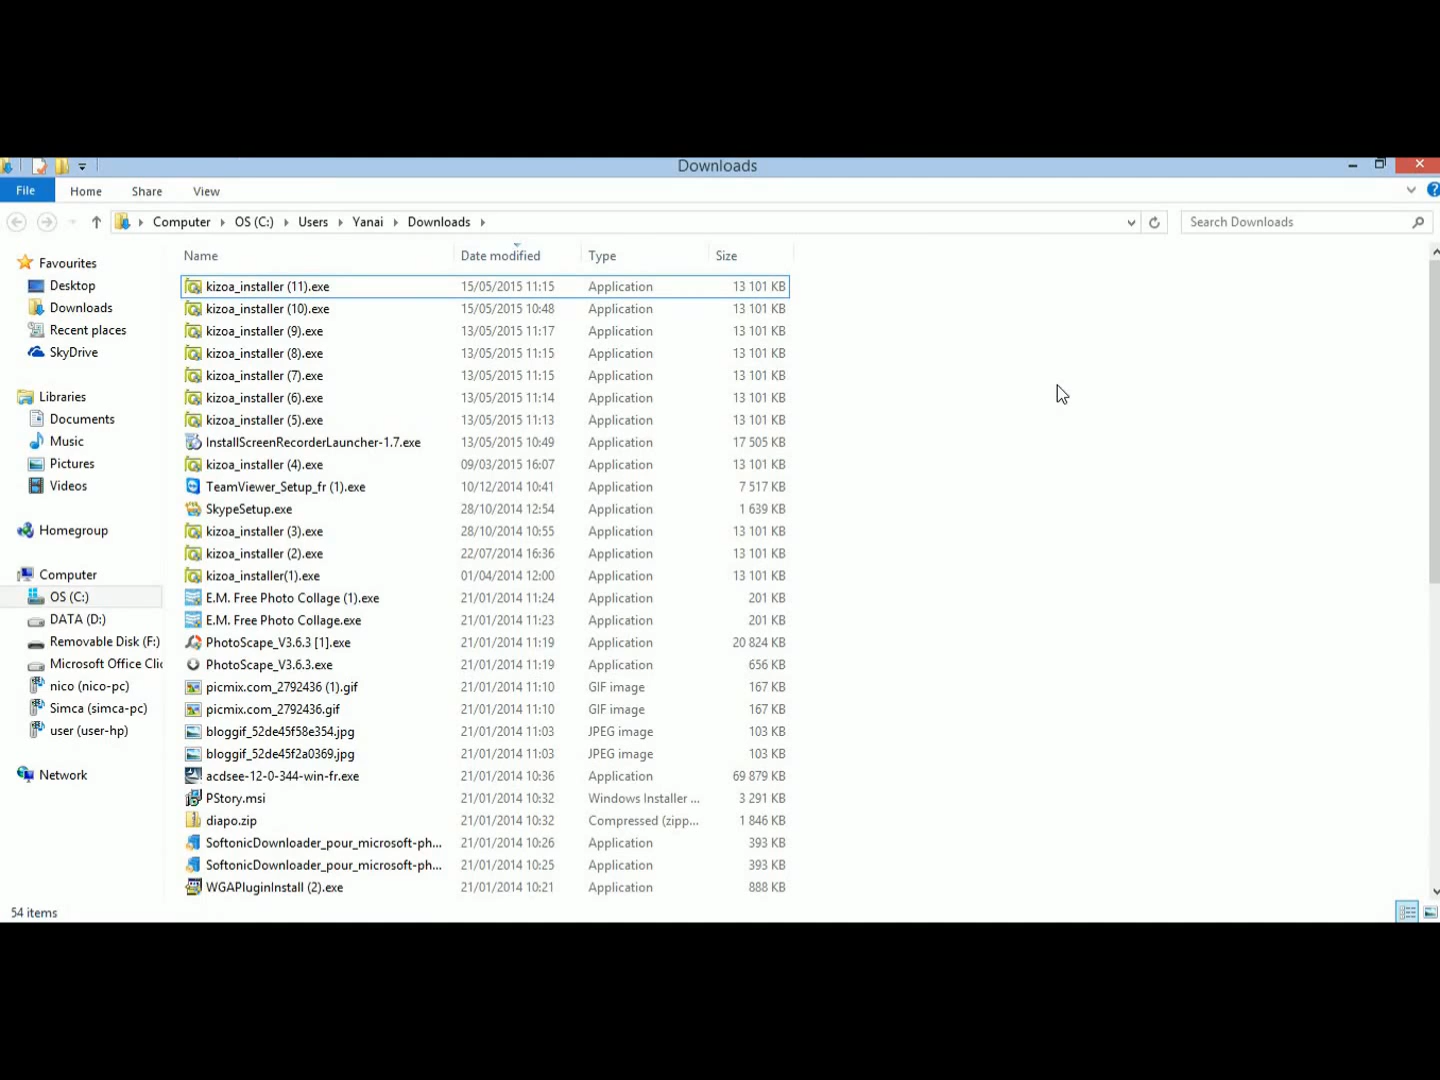 Downloads
File Home Share View
Computer OS (C:) Users Yanai Downloads Search Downloads
Name Date modified Type Size
Favourites
Desktop
Downloads
Recent places
SkyDrive
Libraries
Documents
Music
Pictures
Videos
Homegroup
Computer
OS (C:)
DATA (D:)
Removable Disk (F:)
Microsoft Office Clic
nico (nico-pc)
Simca (simca-pc)
user (user-hp)
Network
kizoa_installer (11).exe 15/05/2015 11:15 Application 13 101 KB
kizoa_installer (10).exe 15/05/2015 10:48 Application 13 101 KB
kizoa_installer (9).exe 13/05/2015 11:17 Application 13 101 KB
kizoa_installer (8).exe 13/05/2015 11:15 Application 13 101 KB
kizoa_installer (7).exe 13/05/2015 11:15 Application 13 101 KB
kizoa_installer (6).exe 13/05/2015 11:14 Application 13 101 KB
kizoa_installer (5).exe 13/05/2015 11:13 Application 13 101 KB
InstallScreenRecorderLauncher-1.7.exe 13/05/2015 10:49 Application 17 505 KB
kizoa_installer (4).exe 09/03/2015 16:07 Application 13 101 KB
TeamViewer_Setup_fr (1).exe 10/12/2014 10:41 Application 7 517 KB
SkypeSetup.exe 28/10/2014 12:54 Application 1 639 KB
kizoa_installer (3).exe 28/10/2014 10:55 Application 13 101 KB
kizoa_installer (2).exe 22/07/2014 16:36 Application 13 101 KB
kizoa_installer(1).exe 01/04/2014 12:00 Application 13 101 KB
E.M. Free Photo Collage (1).exe 21/01/2014 11:24 Application 201 KB
E.M. Free Photo Collage.exe 21/01/2014 11:23 Application 201 KB
PhotoScape_V3.6.3 [1].exe 21/01/2014 11:19 Application 20 824 KB
PhotoScape_V3.6.3.exe 21/01/2014 11:19 Application 656 KB
picmix.com_2792436 (1).gif 21/01/2014 11:10 GIF image 167 KB
picmix.com_2792436.gif 21/01/2014 11:10 GIF image 167 KB
bloggif_52de45f58e354.jpg 21/01/2014 11:03 JPEG image 103 KB
bloggif_52de45f2a0369.jpg 21/01/2014 11:03 JPEG image 103 KB
acdsee-12-0-344-win-fr.exe 21/01/2014 10:36 Application 69 879 KB
PStory.msi 21/01/2014 10:32 Windows Installer ... 3 291 KB
diapo.zip 21/01/2014 10:32 Compressed (zipp... 1 846 KB
SoftonicDownloader_pour_microsoft-ph... 21/01/2014 10:26 Application 393 KB
SoftonicDownloader_pour_microsoft-ph... 21/01/2014 10:25 Application 393 KB
WGAPluginInstall (2).exe 21/01/2014 10:21 Application 888 KB
54 items